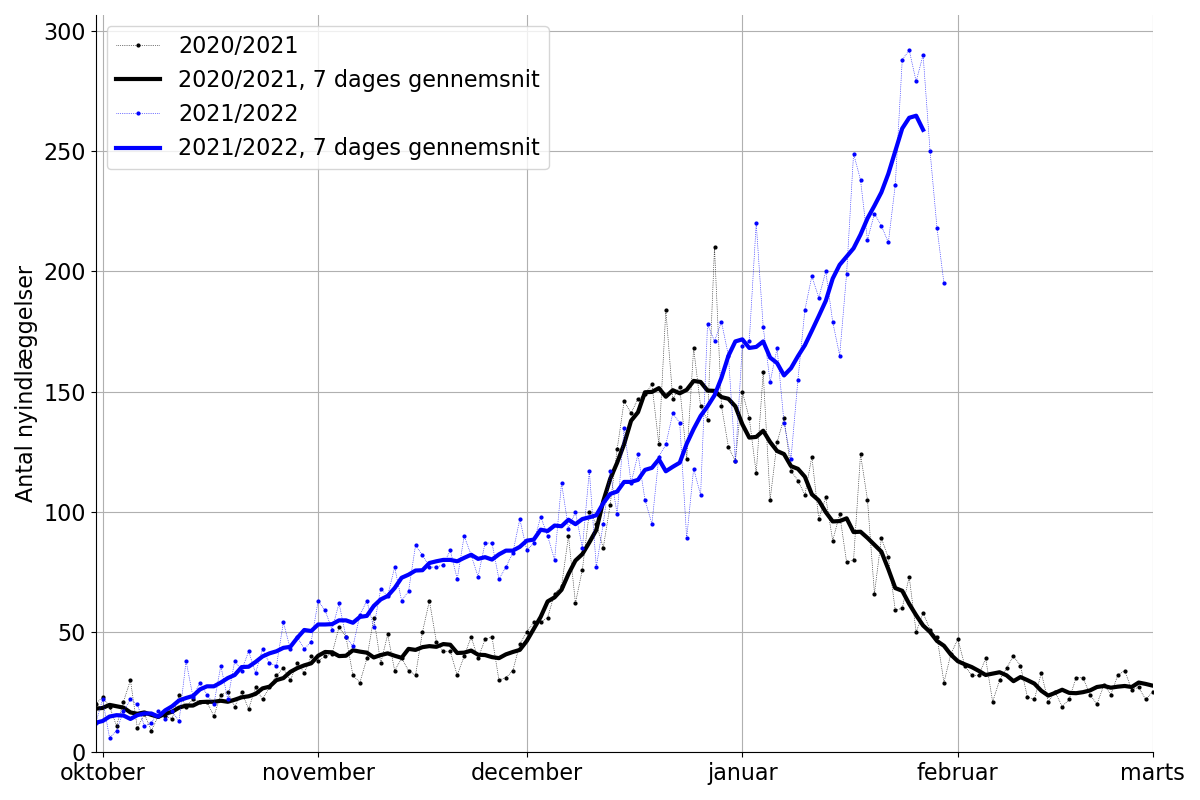 300
250
200
150
100
50
0
Antal nyindlæggelser
2020/2021
2020/2021, 7 dages gennemsnit
2021/2022
2021/2022, 7 dages gennemsnit
oktober november december januar februar marts